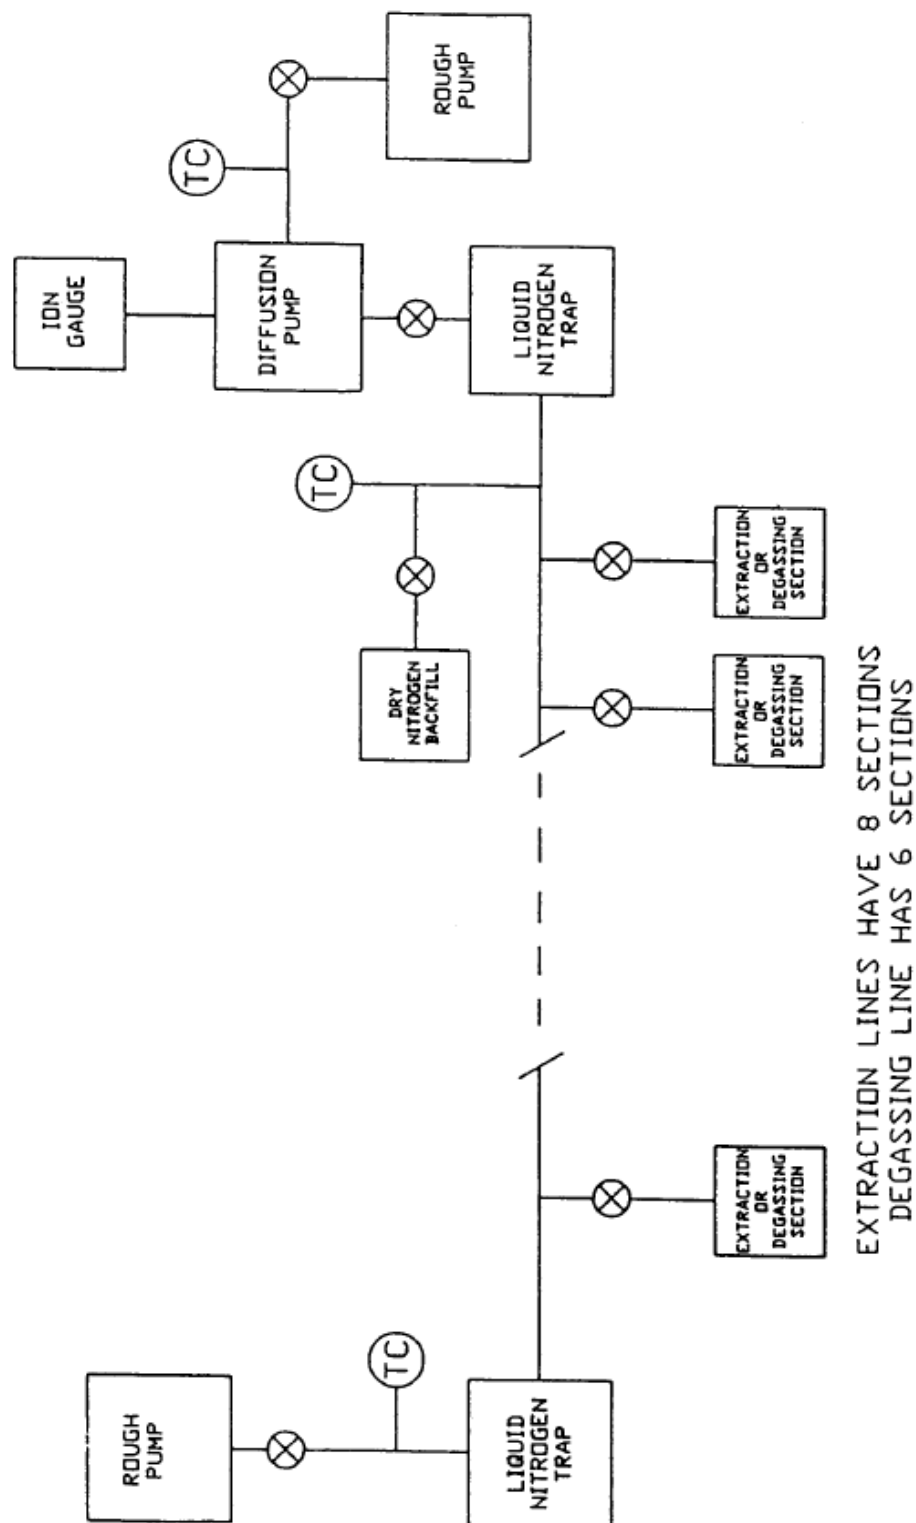 ROUGH
PUMP
TC
ION
GAUGE
DIFFUSION
PUMP
LIQUID
NITROGEN
TRAP
TC
DRY
NITROGEN
BACKFILL
EXTRACTION
OR
DEGASSING
SECTION
EXTRACTION
OR
DEGASSING
SECTION
EXTRACTION
OR
DEGASSING
SECTION
ROUGH
PUMP
TC
LIQUID
NITROGEN
TRAP
EXTRACTION LINES HAVE 8 SECTIONS
DEGASSING LINE HAS 6 SECTIONS